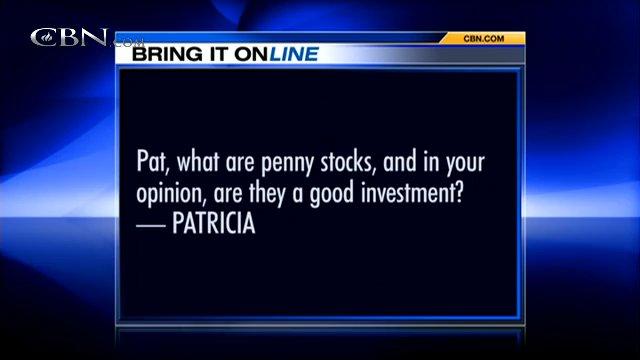 CBN.COM
CBN.COM
BRING IT ONLINE
Pat, what are penny stocks, and in your
opinion, are they a good investment?
— PATRICIA